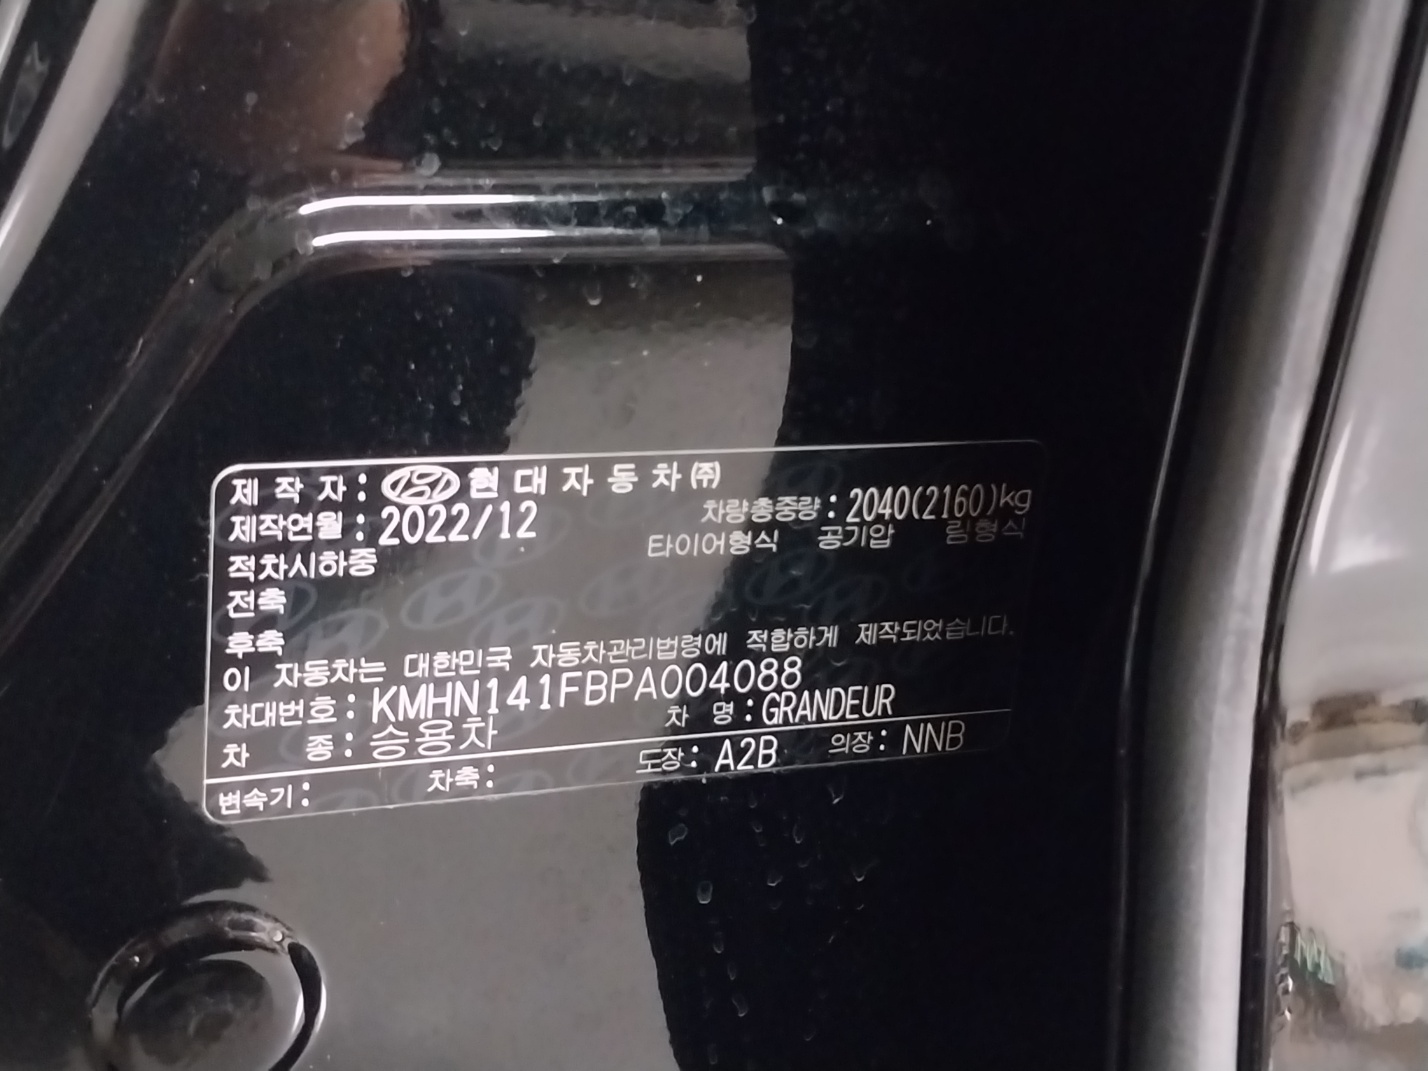 제 작 자 : 현 대 자 동 차 ㈜
제작연월 : 2022/12 차량총중량 : 2040(2160)kg
적차시하중 타이어형식 공기압 림형식
전축
후축
이 자동차는 대한민국 자동차관리법령에 적합하게 제작되었습니다.
차대번호 : KMHN141FBPA004088
차 종 : 승용차 차 명 : GRANDEUR
변속기 : 차축 : 도장 : A2B 의장 : NNB